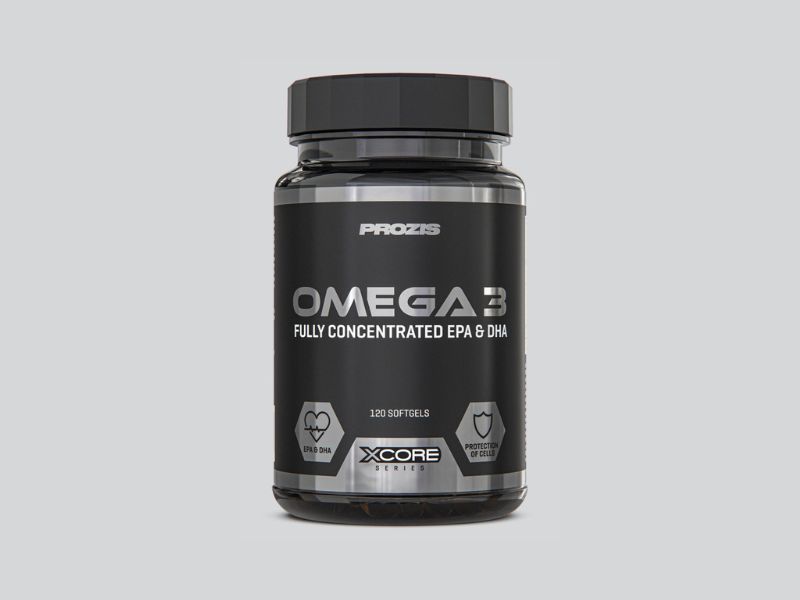 PROZIS
OMEGA 3
FULLY CONCENTRATED EPA & DHA
120 SOFTGELS
EPA & DHA
PROTECTION
OF CELLS
XCORE
SERIES